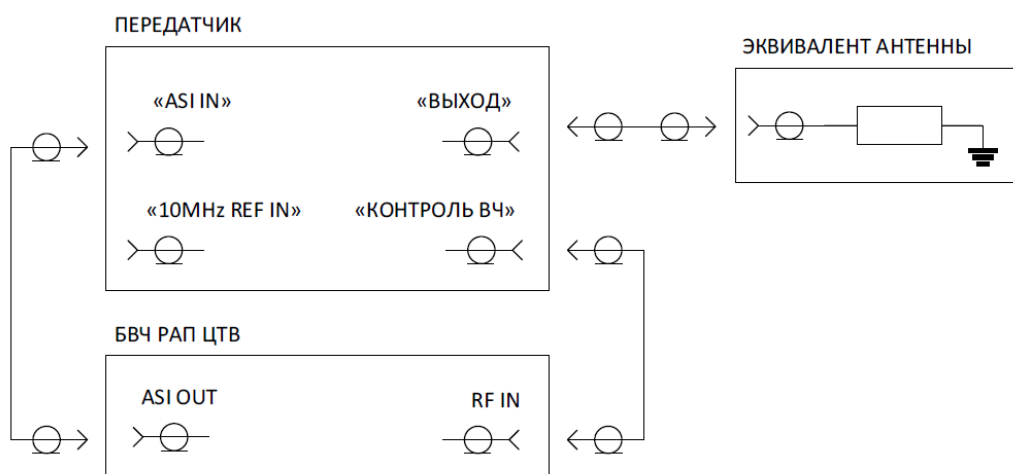 ПЕРЕДАТЧИК
ЭКВИВАЛЕНТ АНТЕННЫ
«ASI IN»
«ВЫХОД»
«10MHz REF IN»
«КОНТРОЛЬ ВЧ»
БВЧ РАП ЦТВ
ASI OUT
RF IN